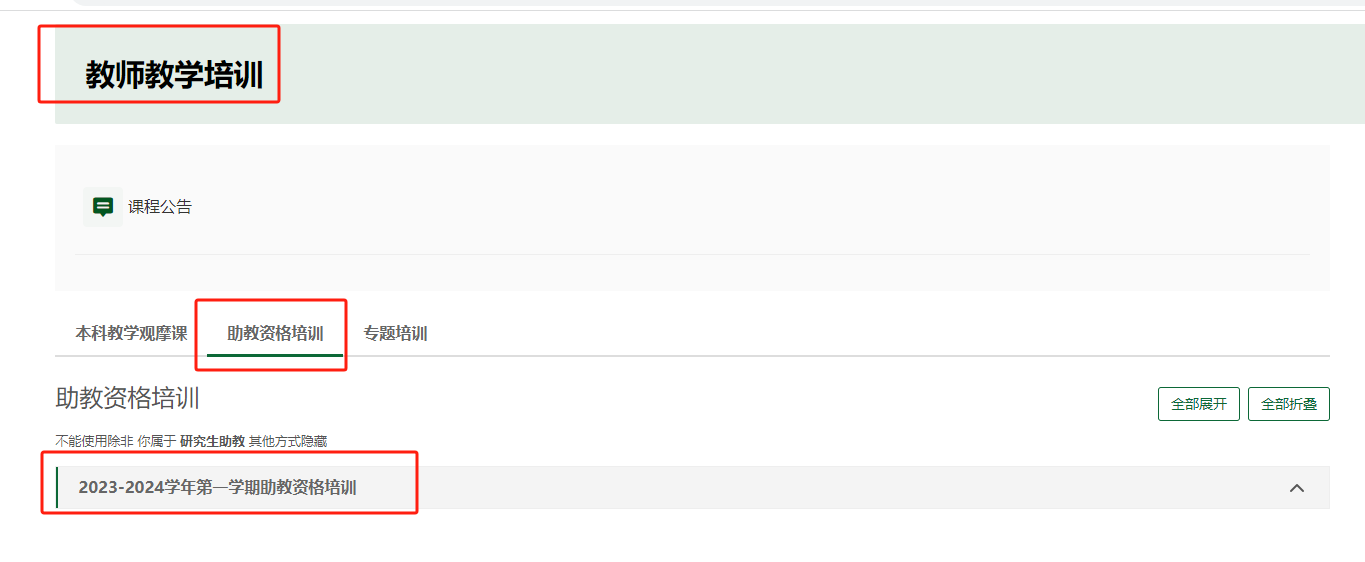 教师教学培训
课程公告
本科教学观摩课 助教资格培训 专题培训
助教资格培训
全部展开 全部折叠
不能使用除非 你属于 研究生助教 其他方式隐藏
2023-2024学年第一学期助教资格培训